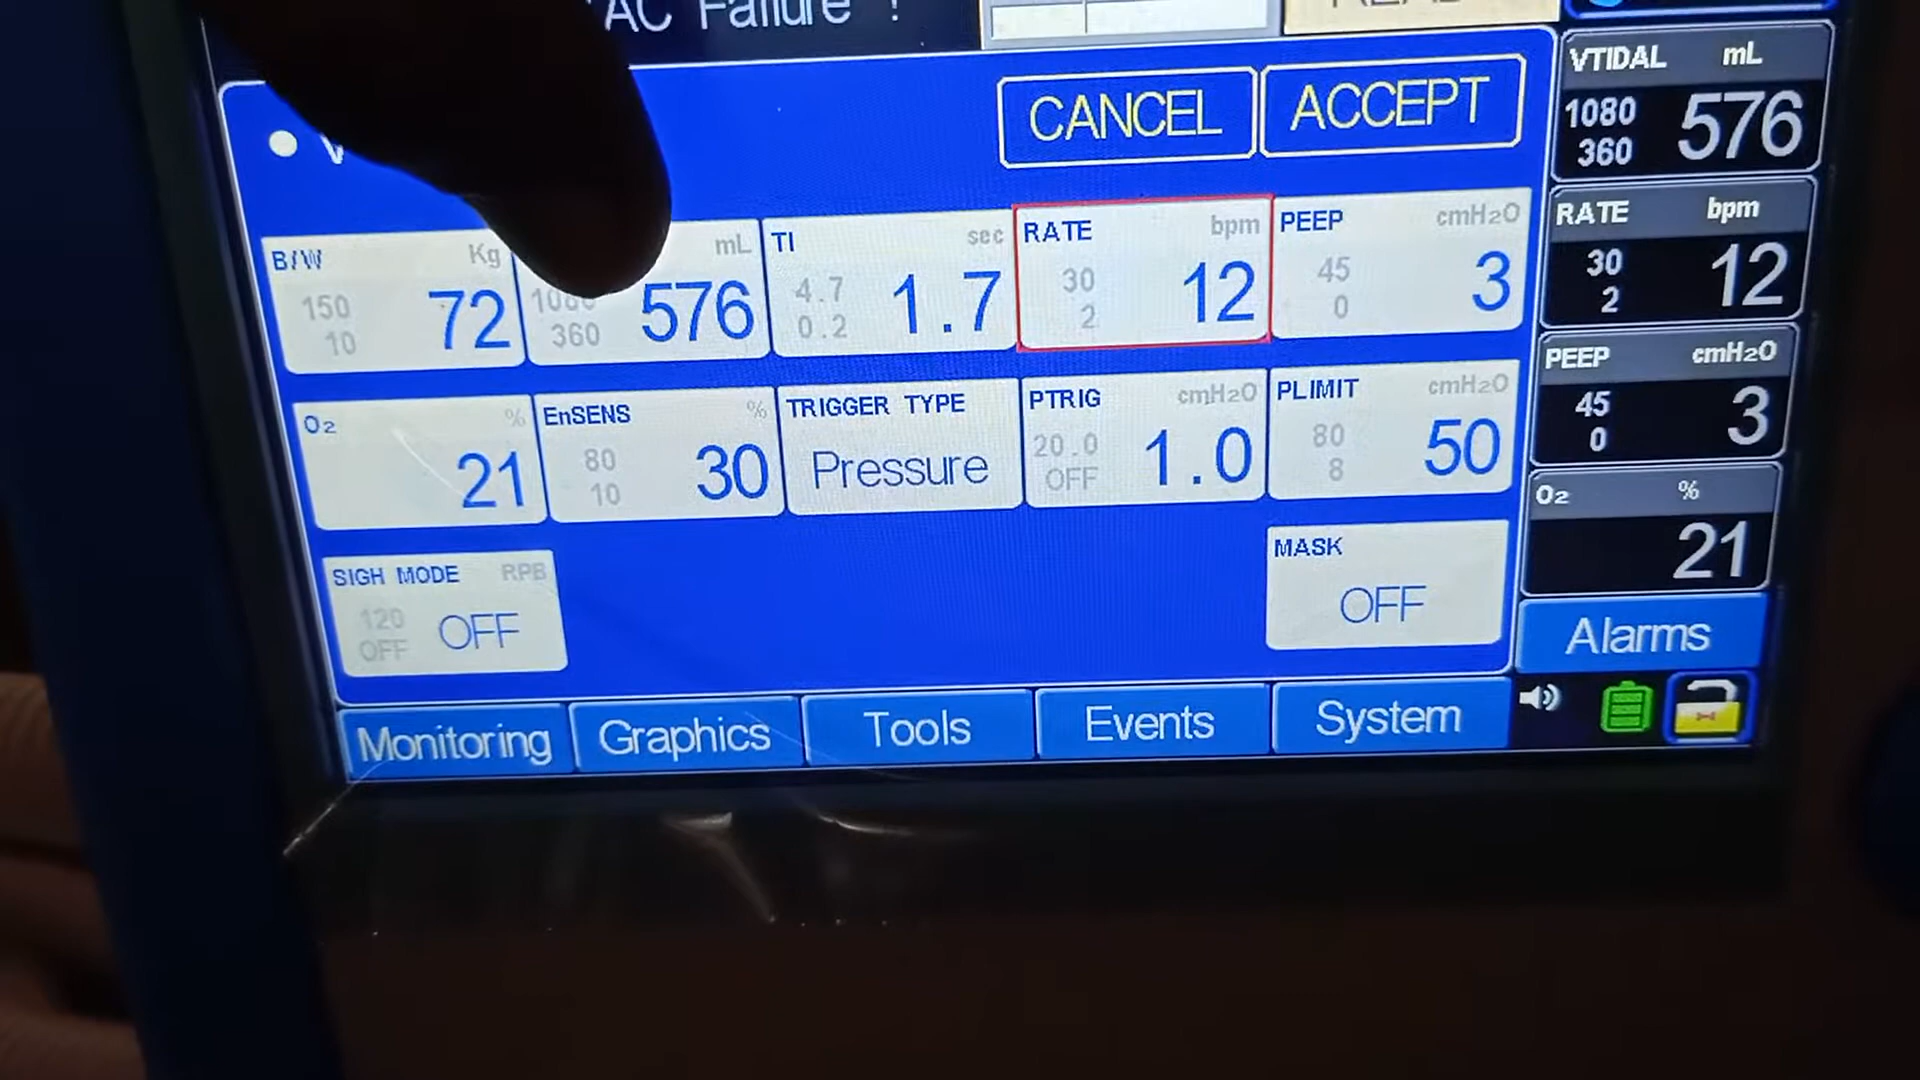 AC Failure !
CANCEL ACCEPT
B/W Kg 150 10 72
mL 360 576
TI sec 4.7 0.2 1.7
RATE bpm 30 2 12
PEEP cmH2O 45 0 3
O2 % 21
EnSENS % 80 10 30
TRIGGER TYPE Pressure
PTRIG cmH2O 20.0 OFF 1.0
PLIMIT cmH2O 80 8 50
SIGH MODE RPB 120 OFF OFF
MASK OFF
Monitoring Graphics Tools Events System
VTIDAL mL
1080 360 576
RATE bpm
30 2 12
PEEP cmH2O
45 0 3
O2 %
21
Alarms